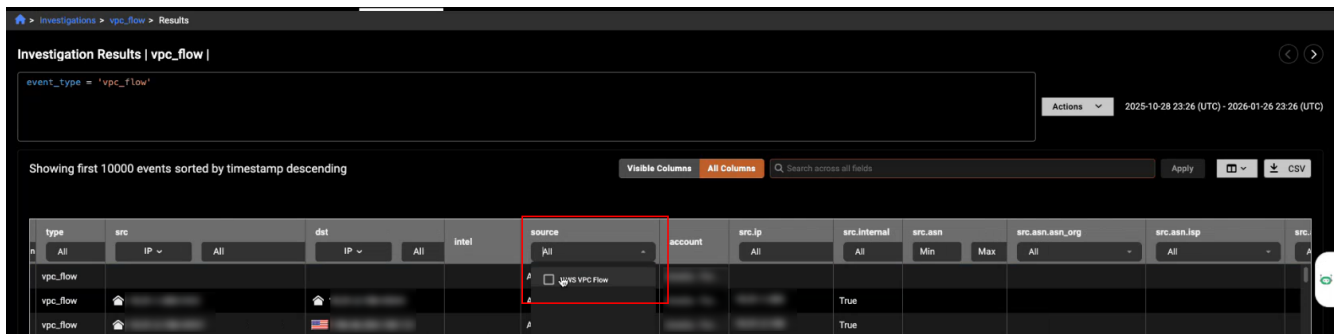 > Investigations > vpc_flow > Results
Investigation Results | vpc_flow |
event_type = 'vpc_flow'
Actions
2025-10-28 23:26 (UTC) - 2026-01-26 23:26 (UTC)
Showing first 10000 events sorted by timestamp descending
Visible Columns
All Columns
Search across all fields
Apply
CSV
type src dst intel source account src.ip src.internal src.asn src.asn.asn_org src.asn.isp src.
All IP All IP All All All All Min Max All All
vpc_flow
VPC Flow
vpc_flow True
vpc_flow True